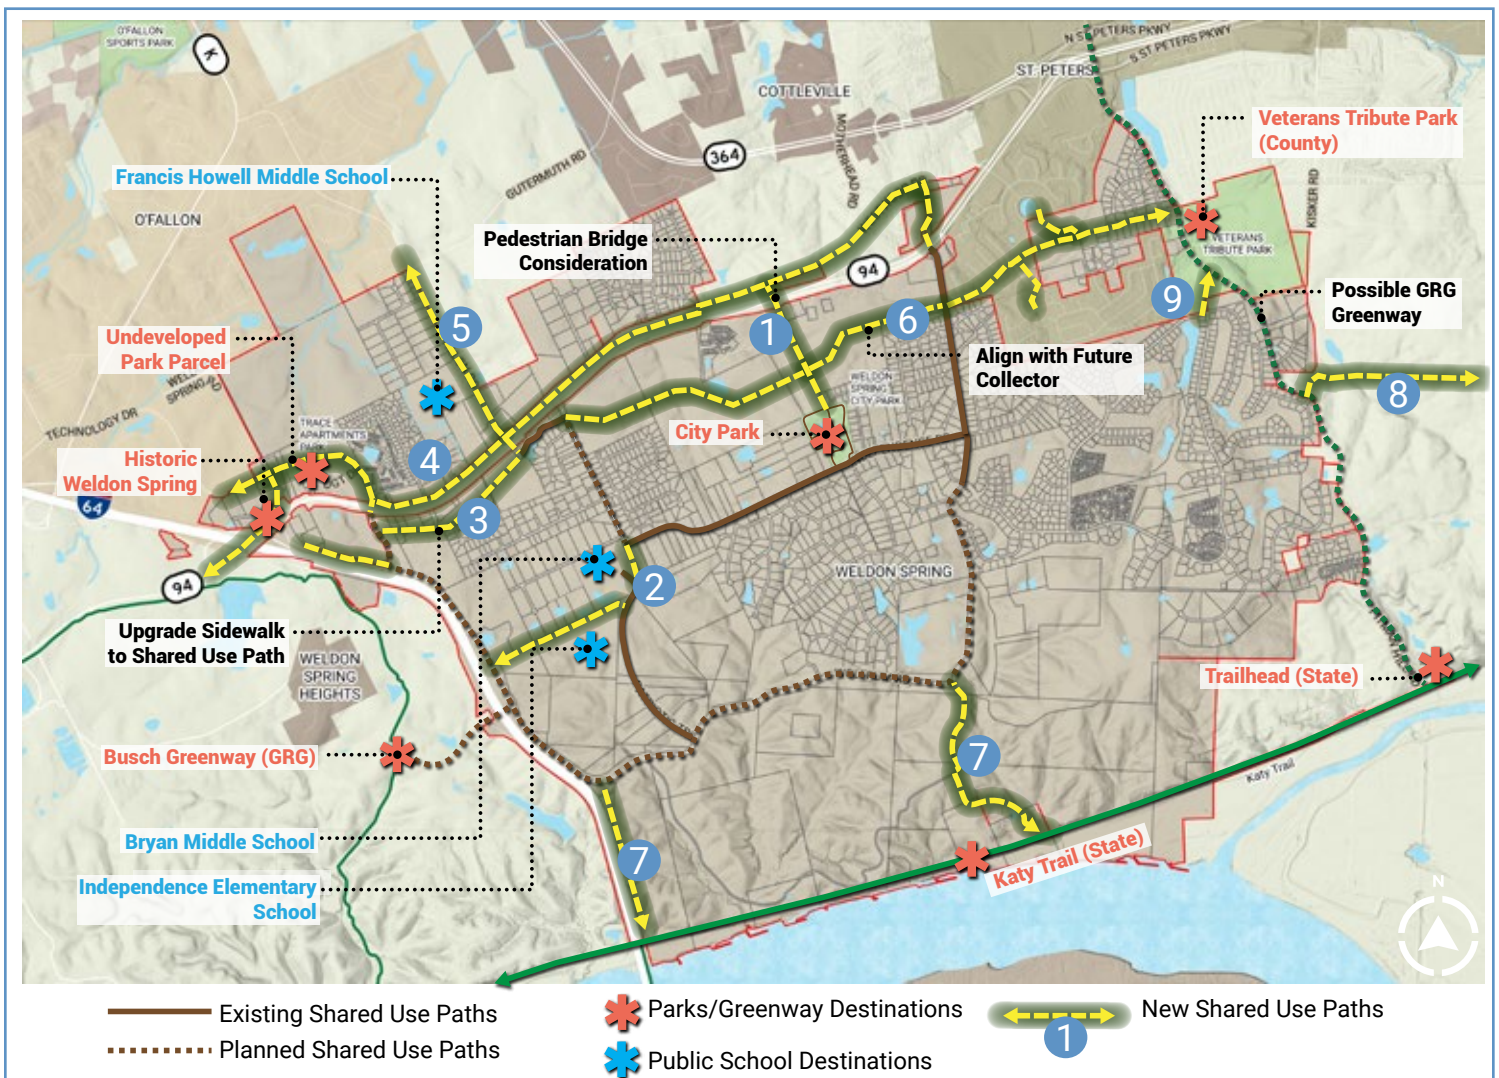 O'FALLON
SPORTS PARK
K
N ST PETERS PKWY
S ST PETERS PKWY
ST. PETERS
COTTLEVILLE
MOTHERHEAD RD
364
GUTERMUTH RD
Veterans Tribute Park
(County)
KISKER RD
Francis Howell Middle School
O'FALLON
Pedestrian Bridge
Consideration
94
VETERANS
TRIBUTE PARK
9
Possible GRG
Greenway
5
1
6
Undeveloped
Park Parcel
Align with Future
Collector
WELDON
SPRING
CITY PARK
8
TECHNOLOGY DR
SPRING
TRACE
APARTMENTS
PARK
City Park
Historic
Weldon Spring
4
64
3
94
2
WELDON SPRING
Upgrade Sidewalk
to Shared Use Path
WELDON
SPRING
HEIGHTS
Trailhead (State)
Busch Greenway (GRG)
7
Katy Trail
Bryan Middle School
7
Katy Trail (State)
Independence Elementary
School
N
Existing Shared Use Paths
Planned Shared Use Paths
Parks/Greenway Destinations
Public School Destinations
1
New Shared Use Paths